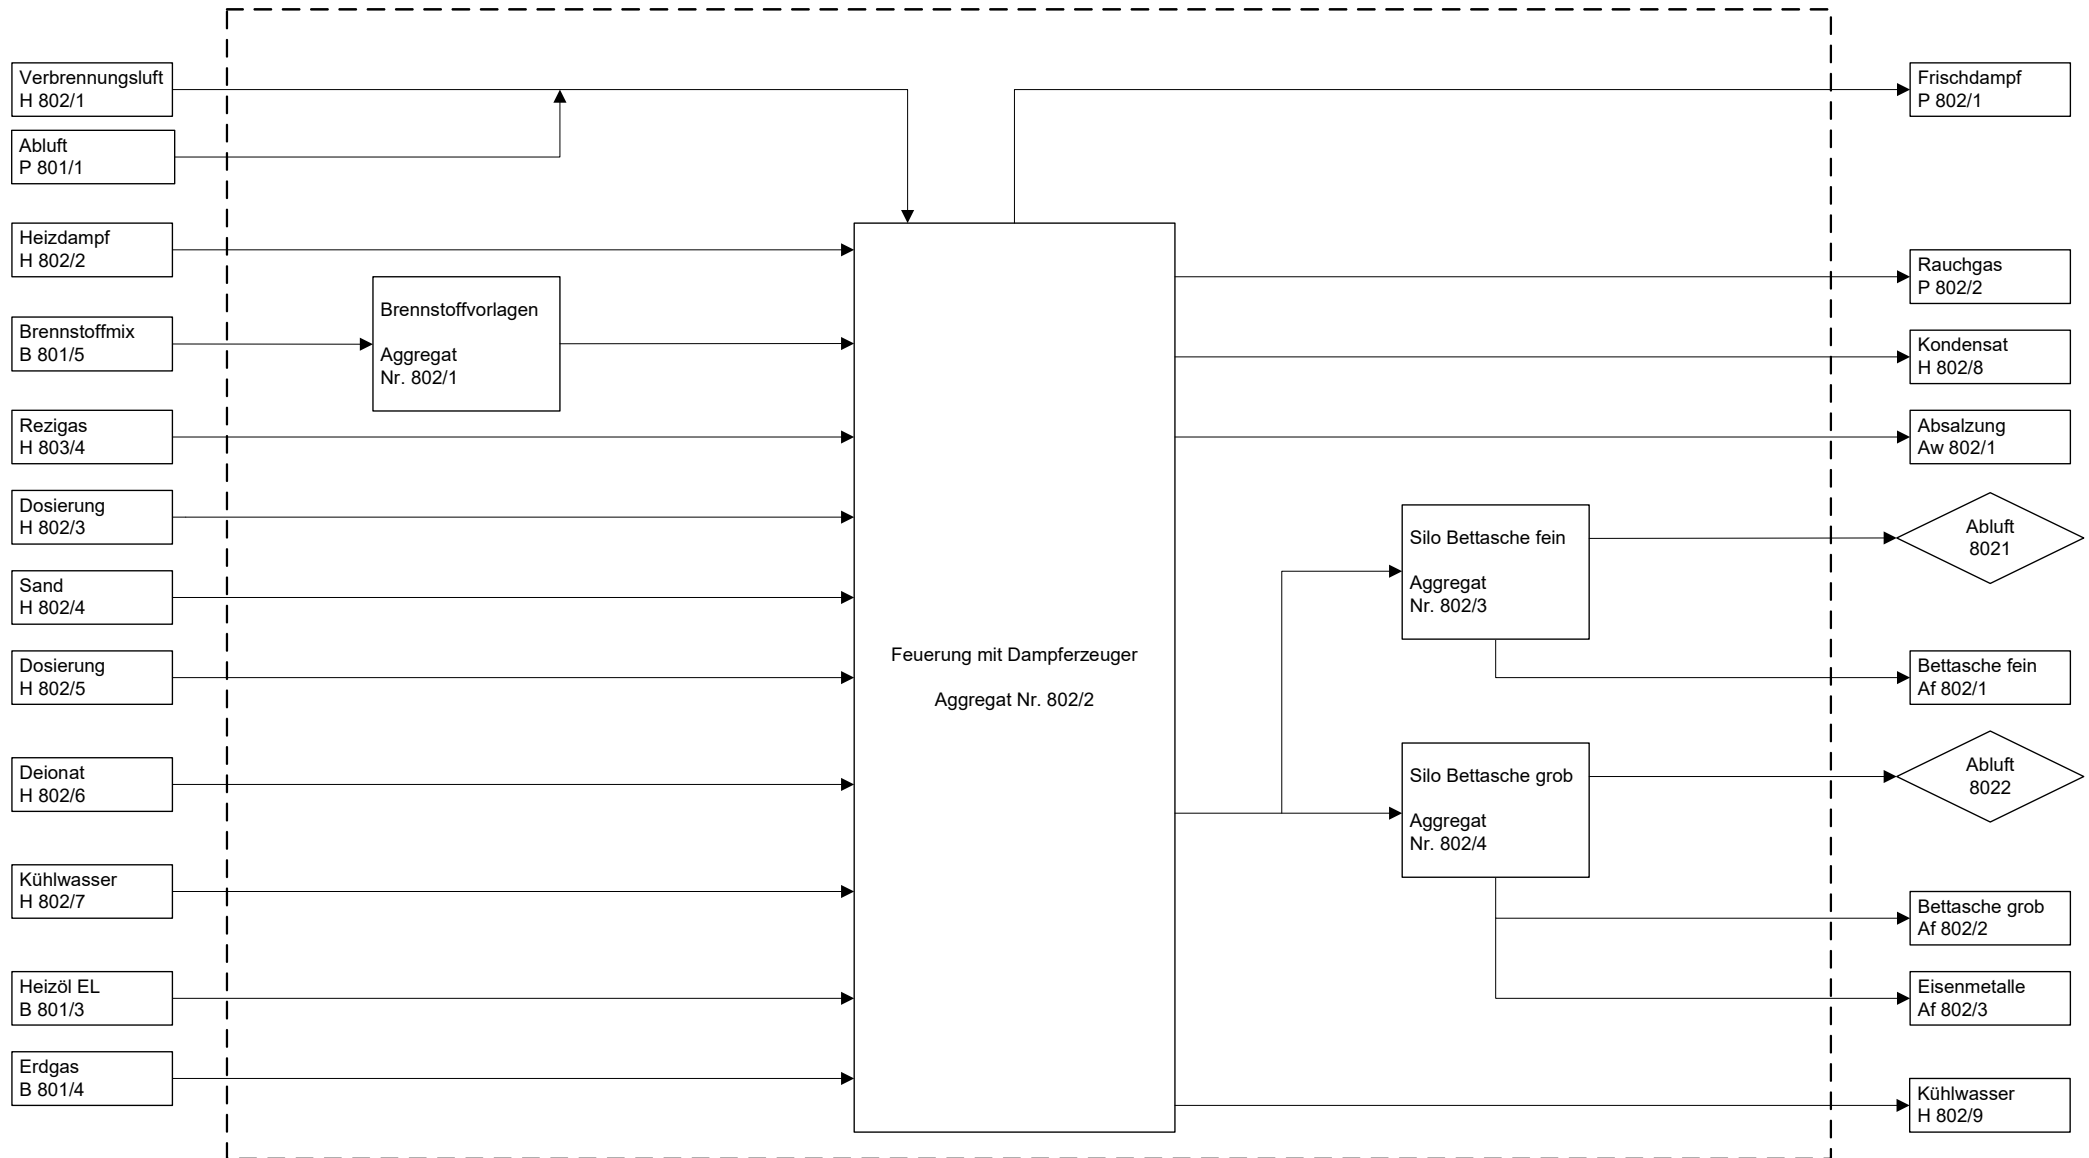 Verbrennungsluft
H 802/1
Abluft
P 801/1
Heizdampf
H 802/2
Brennstoffmix
B 801/5
Rezigas
H 803/4
Dosierung
H 802/3
Sand
H 802/4
Dosierung
H 802/5
Deionat
H 802/6
Kühlwasser
H 802/7
Heizöl EL
B 801/3
Erdgas
B 801/4
Brennstoffvorlagen
Aggregat
Nr. 802/1
Feuerung mit Dampferzeuger
Aggregat Nr. 802/2
Silo Bettasche fein
Aggregat
Nr. 802/3
Silo Bettasche grob
Aggregat
Nr. 802/4
Frischdampf
P 802/1
Rauchgas
P 802/2
Kondensat
H 802/8
Absalzung
Aw 802/1
Abluft
8021
Bettasche fein
Af 802/1
Abluft
8022
Bettasche grob
Af 802/2
Eisenmetalle
Af 802/3
Kühlwasser
H 802/9